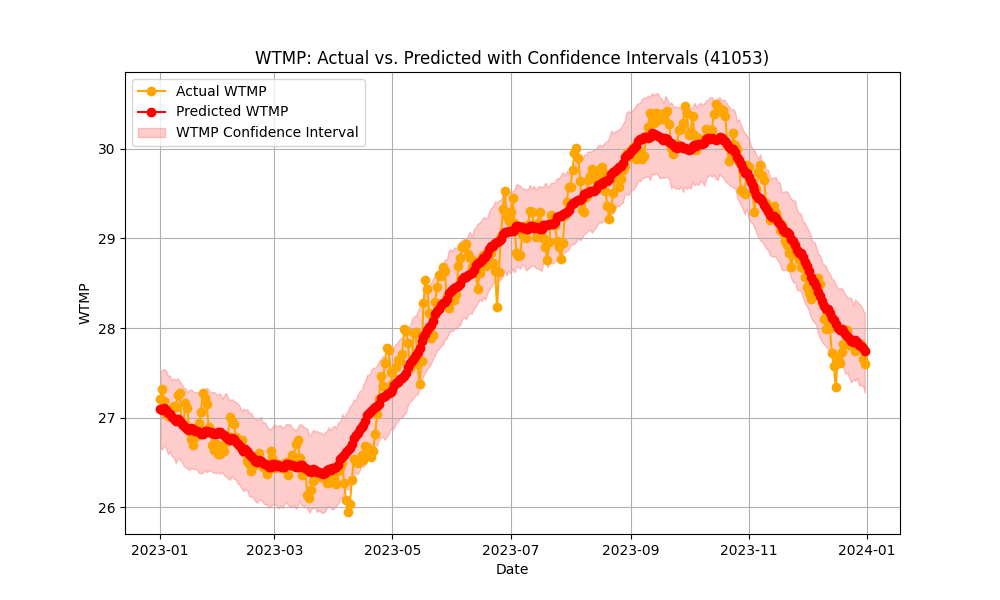 WTMP: Actual vs. Predicted with Confidence Intervals (41053)
Actual WTMP
Predicted WTMP
WTMP Confidence Interval
WTMP
30
29
28
27
26
2023-01 2023-03 2023-05 2023-07 2023-09 2023-11 2024-01
Date